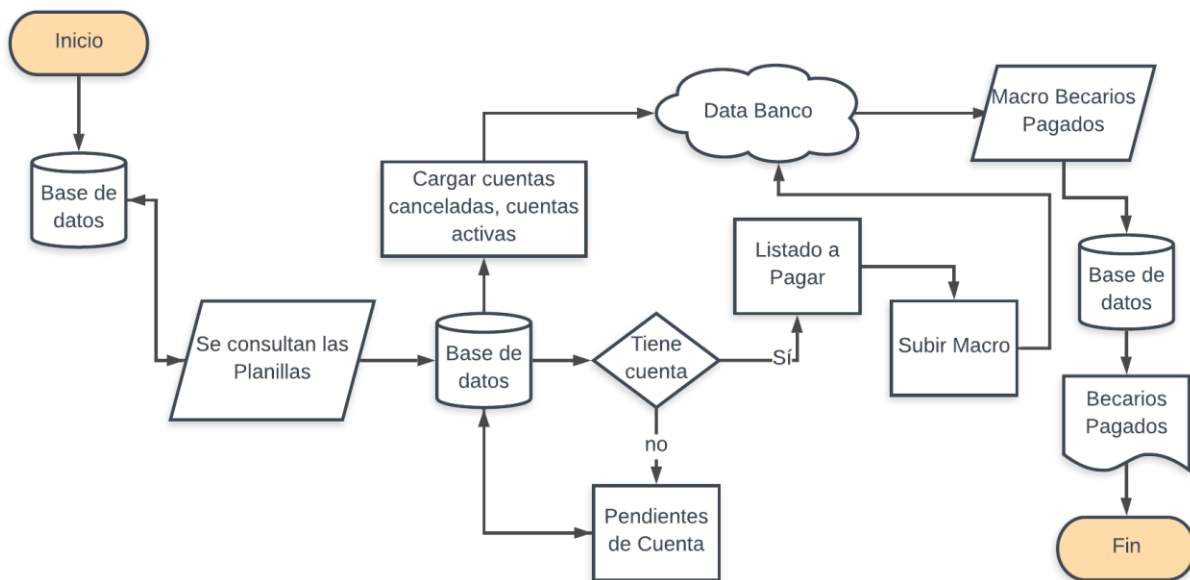 Inicio
Base de
datos
Se consultan las
Planillas
Base de
datos
Cargar cuentas
canceladas, cuentas
activas
Tiene
cuenta
Sí
no
Pendientes
de Cuenta
Listado a
Pagar
Subir Macro
Data Banco
Macro Becarios
Pagados
Base de
datos
Becarios
Pagados
Fin